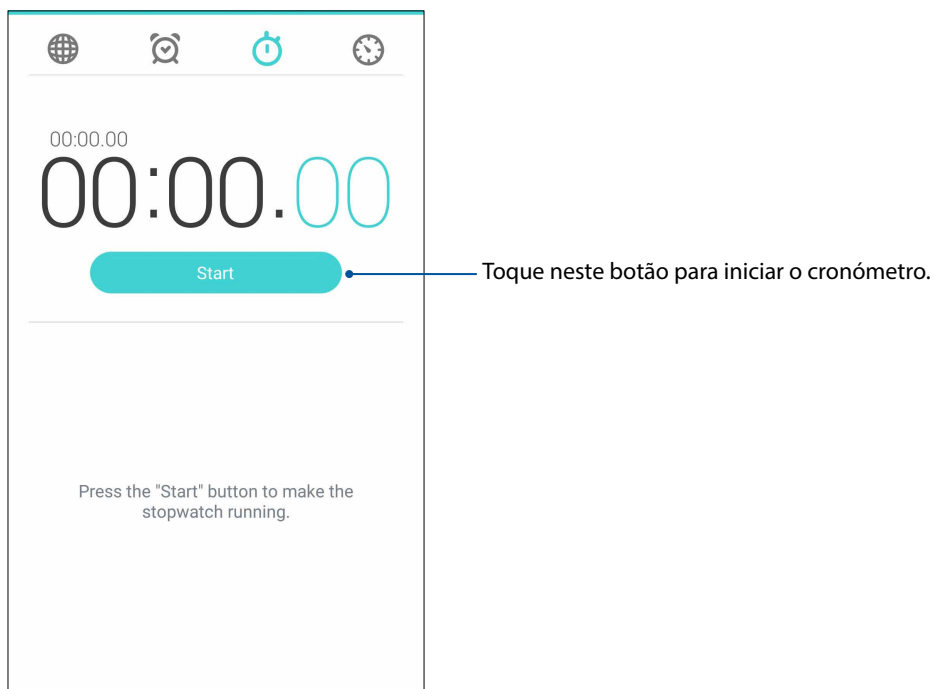 00:00.00
00:00.00
Start
Toque neste botão para iniciar o cronómetro.
Press the "Start" button to make the
stopwatch running.